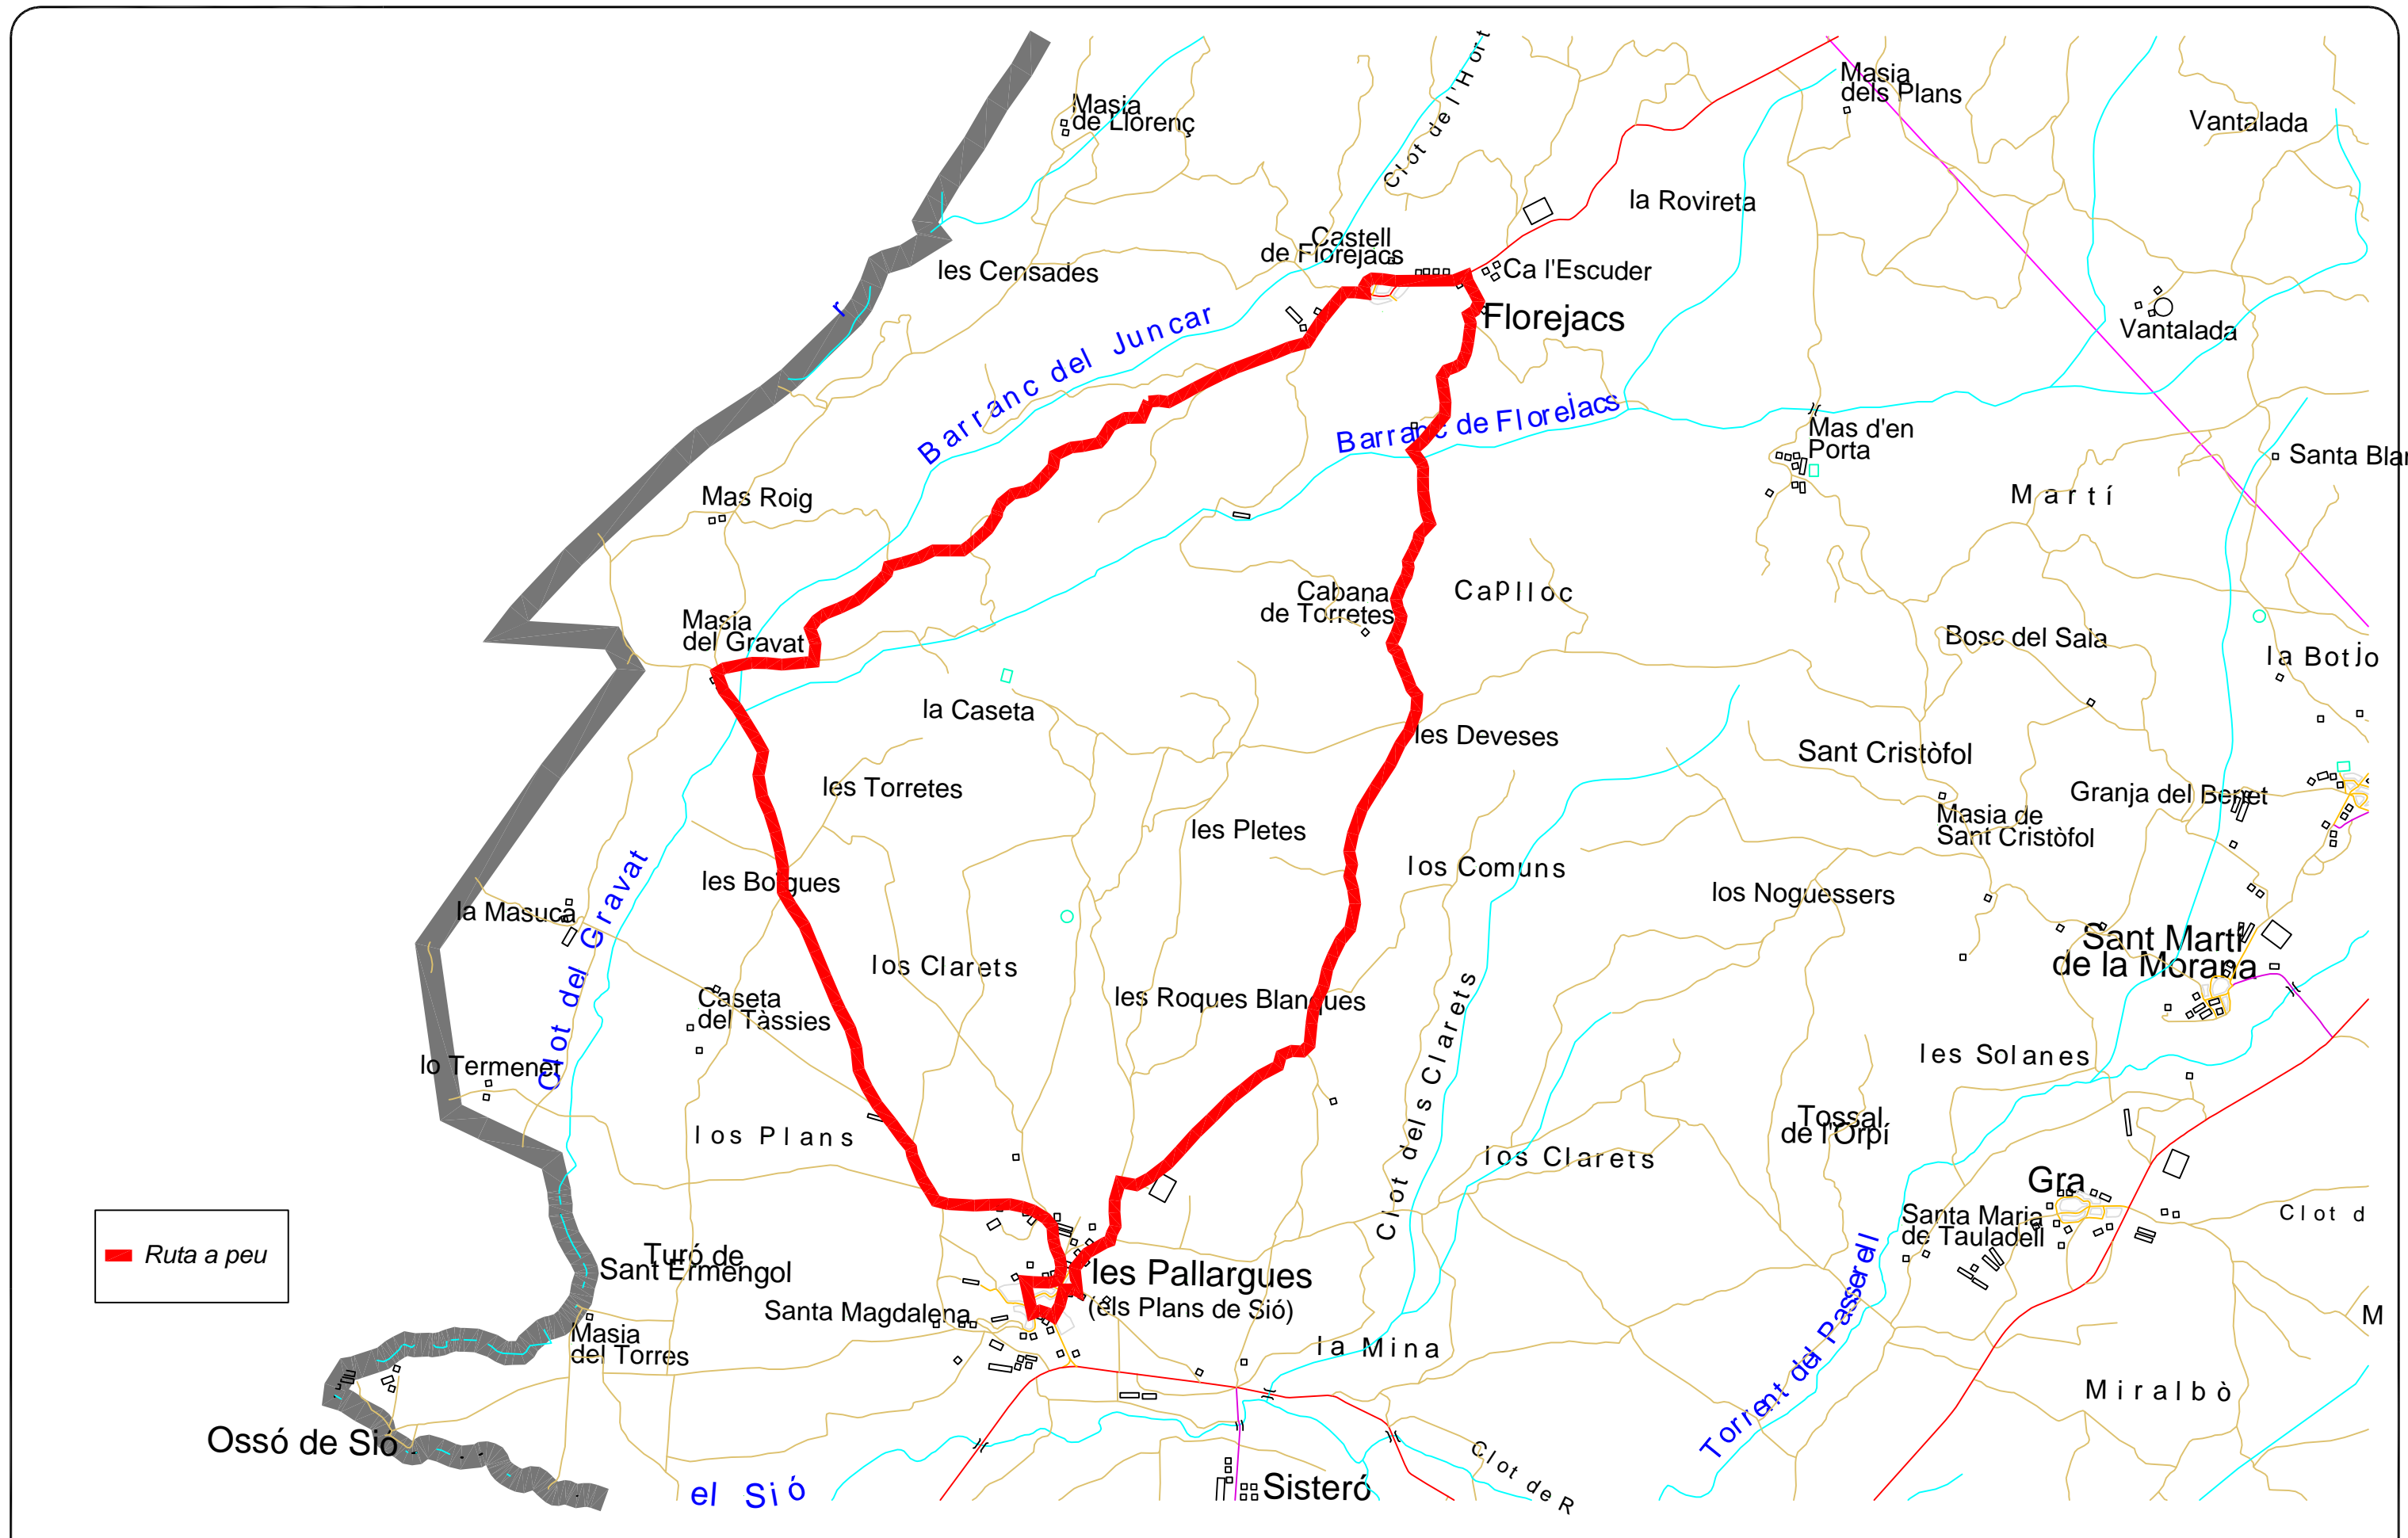 Masia
de Llorenç
Clot de l'Hort
Masia
dels Plans
Vantalada
la Rovireta
Castell
de Florejacs
les Censades
Ca l'Escuder
r
Florejacs
Vantalada
Barranc del Juncar
Barranc de Florejacs
Mas d'en
Porta
Santa Blan
Martí
Mas Roig
Cabana
de Torretes
Caplloc
Masia
del Gravat
Bosc del Sala
la Botjo
la Caseta
les Deveses
Sant Cristòfol
les Torretes
Granja del Benet
Masia de
Sant Cristòfol
les Pletes
los Comuns
les Boïgues
los Noguessers
la Masuca
Clot del Gravat
Sant Martí
de la Morana
los Clarets
Caseta
del Tàssies
les Roques Blanques
Clot dels Clarets
les Solanes
lo Termenet
los Plans
Tossal
de l'Orpí
los Clarets
Gra
Santa Maria
de Tauladell
Clot d
Ruta a peu
Turó de
Sant Ermengol
les Pallargues
(els Plans de Sió)
Santa Magdalena
Torrent del Passerell
M
Masia
del Torres
la Mina
Miralbò
Ossó de Sió
Clot de R
el Sió
Sisteró